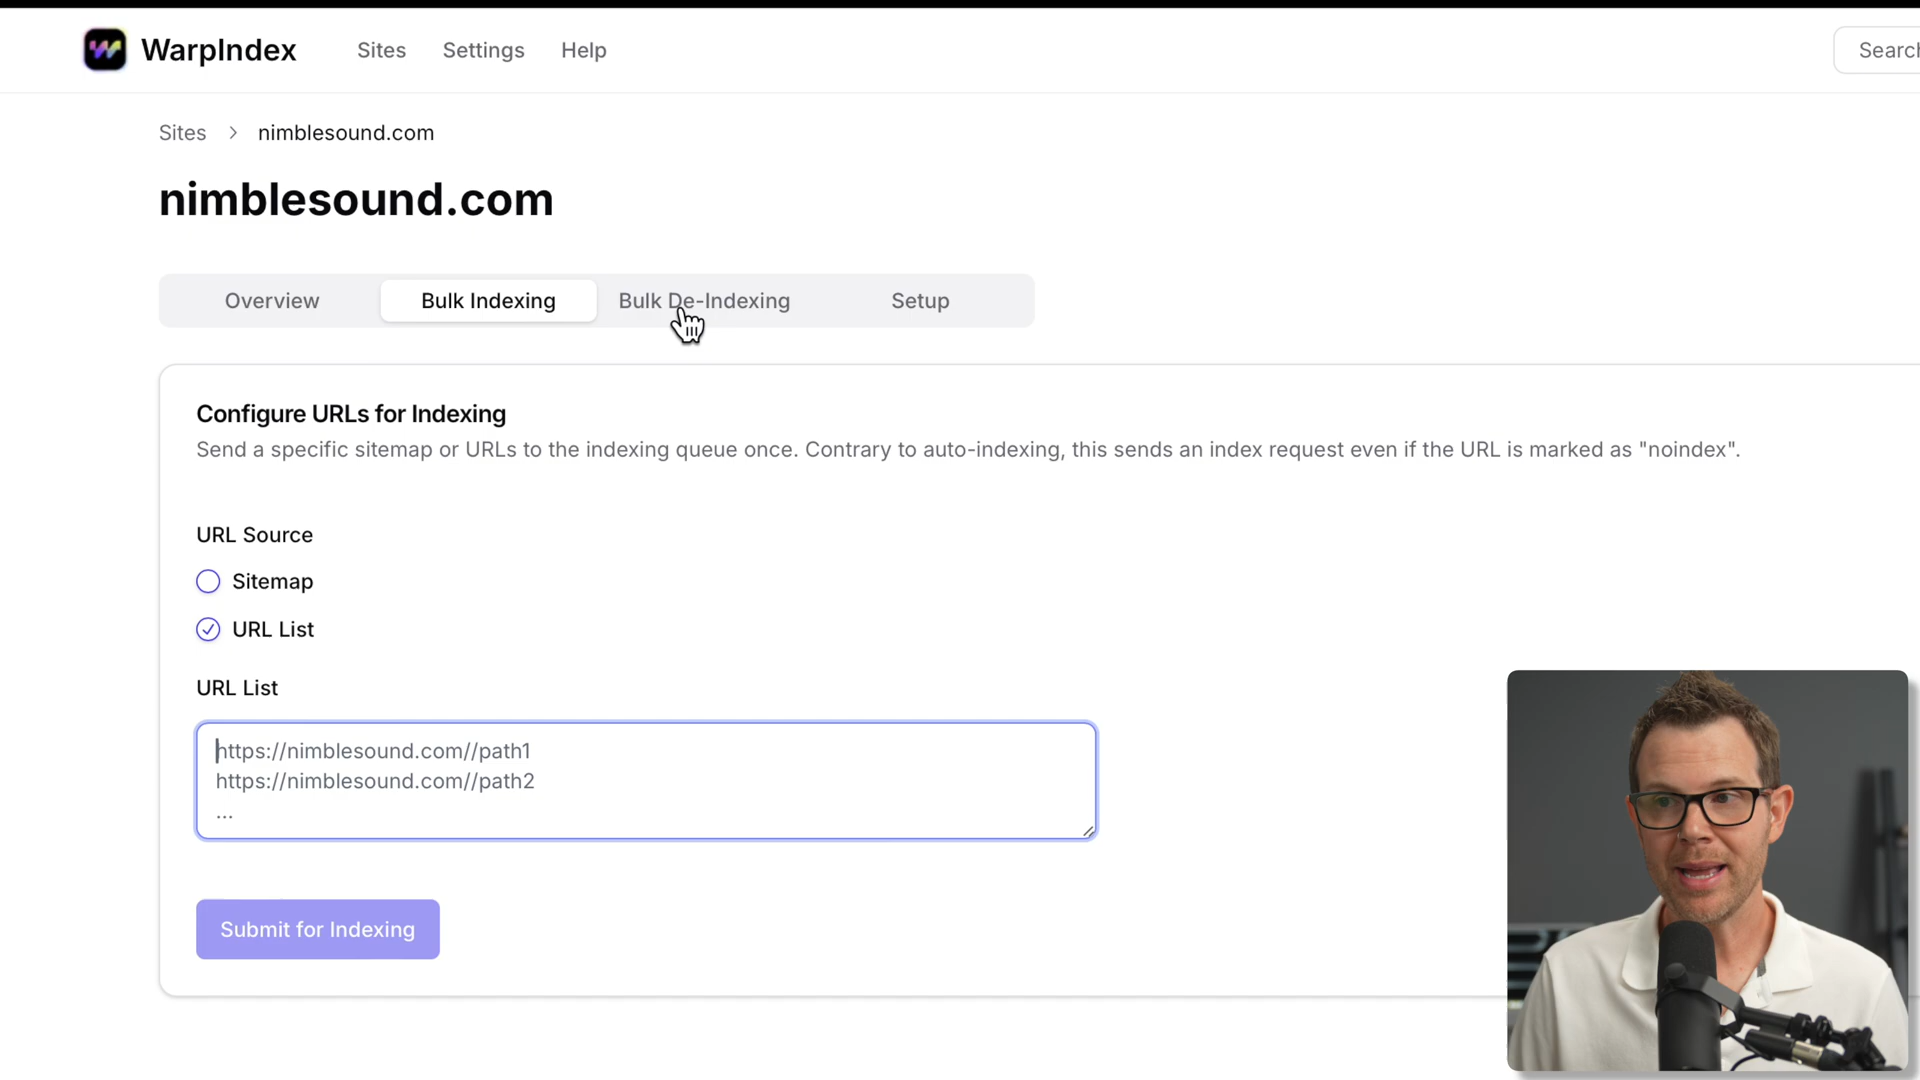 WarpIndex
Sites
Settings
Help
Search
Sites > nimblesound.com
nimblesound.com
Overview
Bulk Indexing
Bulk De-Indexing
Setup
Configure URLs for Indexing
Send a specific sitemap or URLs to the indexing queue once. Contrary to auto-indexing, this sends an index request even if the URL is marked as "noindex".
URL Source
Sitemap
URL List
URL List
https://nimblesound.com//path1
https://nimblesound.com//path2
...
Submit for Indexing